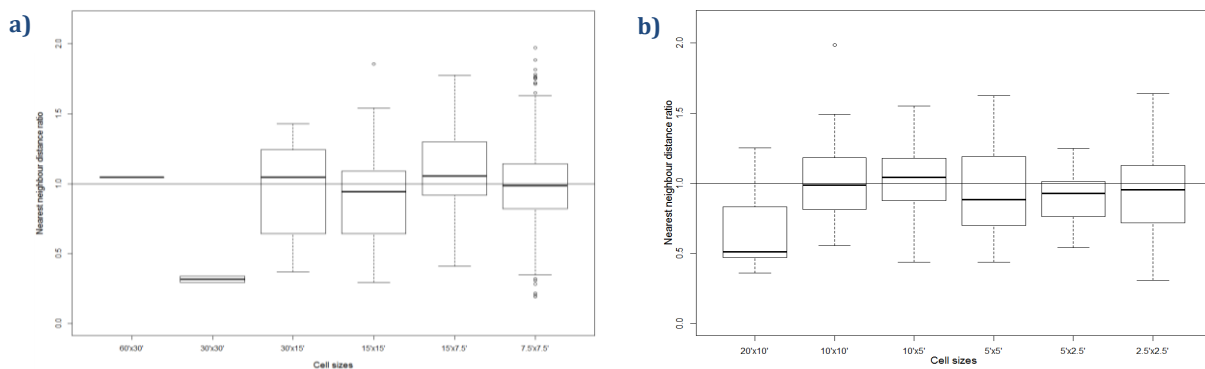 a)
Nearest neighbour distance ratio
2.0
1.5
1.0
0.5
0.0
60'x30' 30'x30' 30'x15' 15'x15' 15'x7.5' 7.5'x7.5'
Cell sizes
b)
Nearest neighbour distance ratio
2.0
1.5
1.0
0.5
0.0
20'x10' 10'x10' 10'x5' 5'x5' 5'x2.5' 2.5'x2.5'
Cell sizes